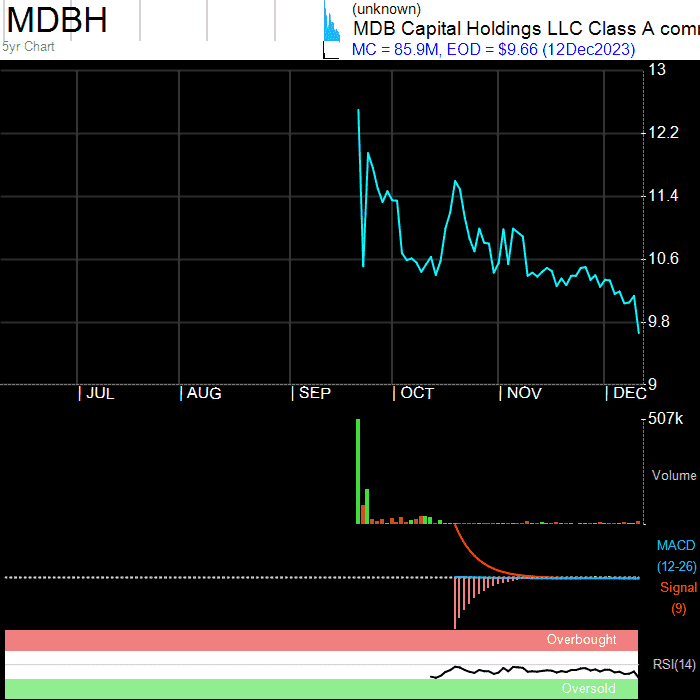 MDBH
5yr Chart
(unknown)
MDB Capital Holdings LLC Class A com
MC = 85.9M, EOD = $9.66 (12Dec2023)
13
12.2
11.4
10.6
9.8
9
| JUL | AUG | SEP | OCT | NOV | DEC
507k
Volume
MACD
(12-26)
Signal
(9)
Overbought
RSI(14)
Oversold